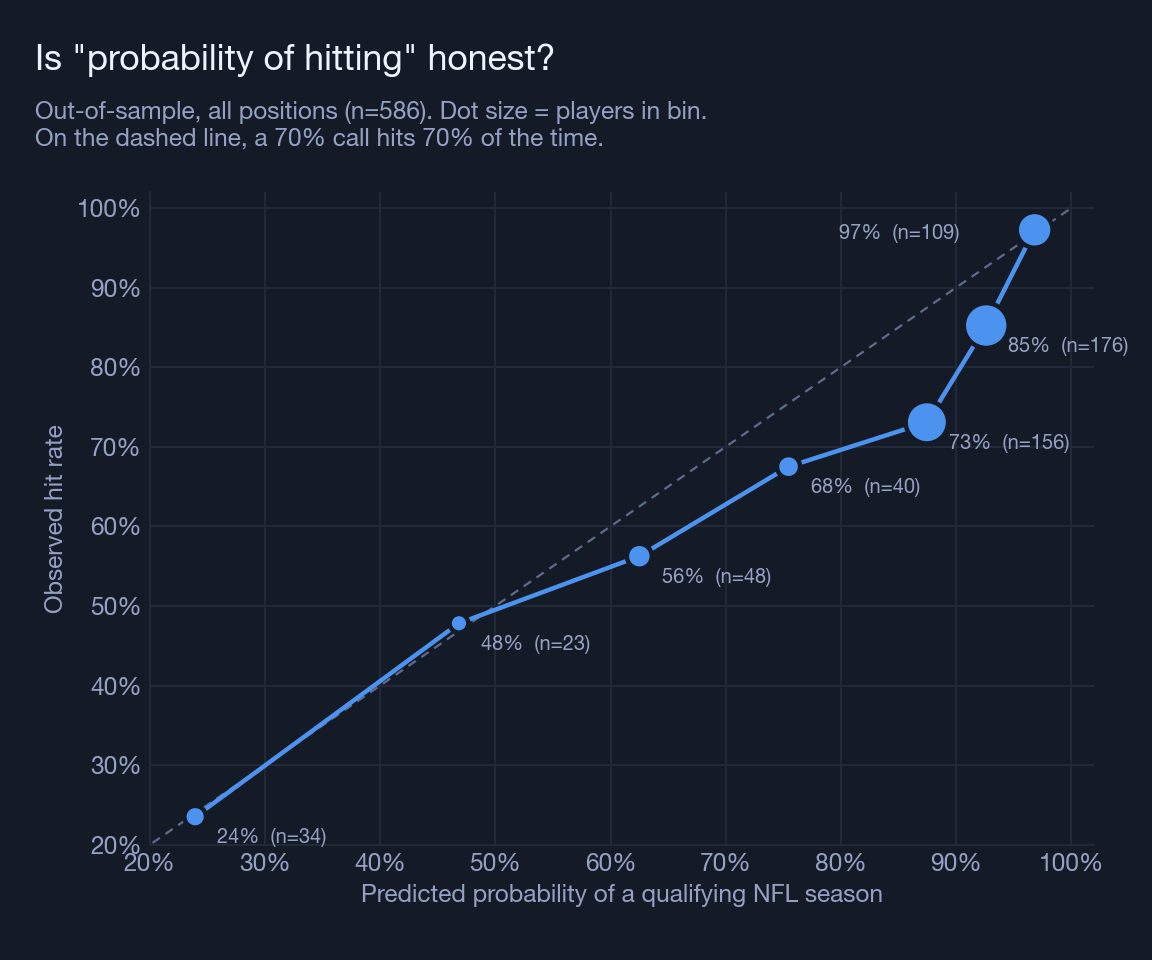 Is "probability of hitting" honest?
Out-of-sample, all positions (n=586). Dot size = players in bin.
On the dashed line, a 70% call hits 70% of the time.
100%
90%
80%
70%
60%
50%
40%
30%
20%
Observed hit rate
97% (n=109)
85% (n=176)
73% (n=156)
68% (n=40)
56% (n=48)
48% (n=23)
24% (n=34)
20% 30% 40% 50% 60% 70% 80% 90% 100%
Predicted probability of a qualifying NFL season